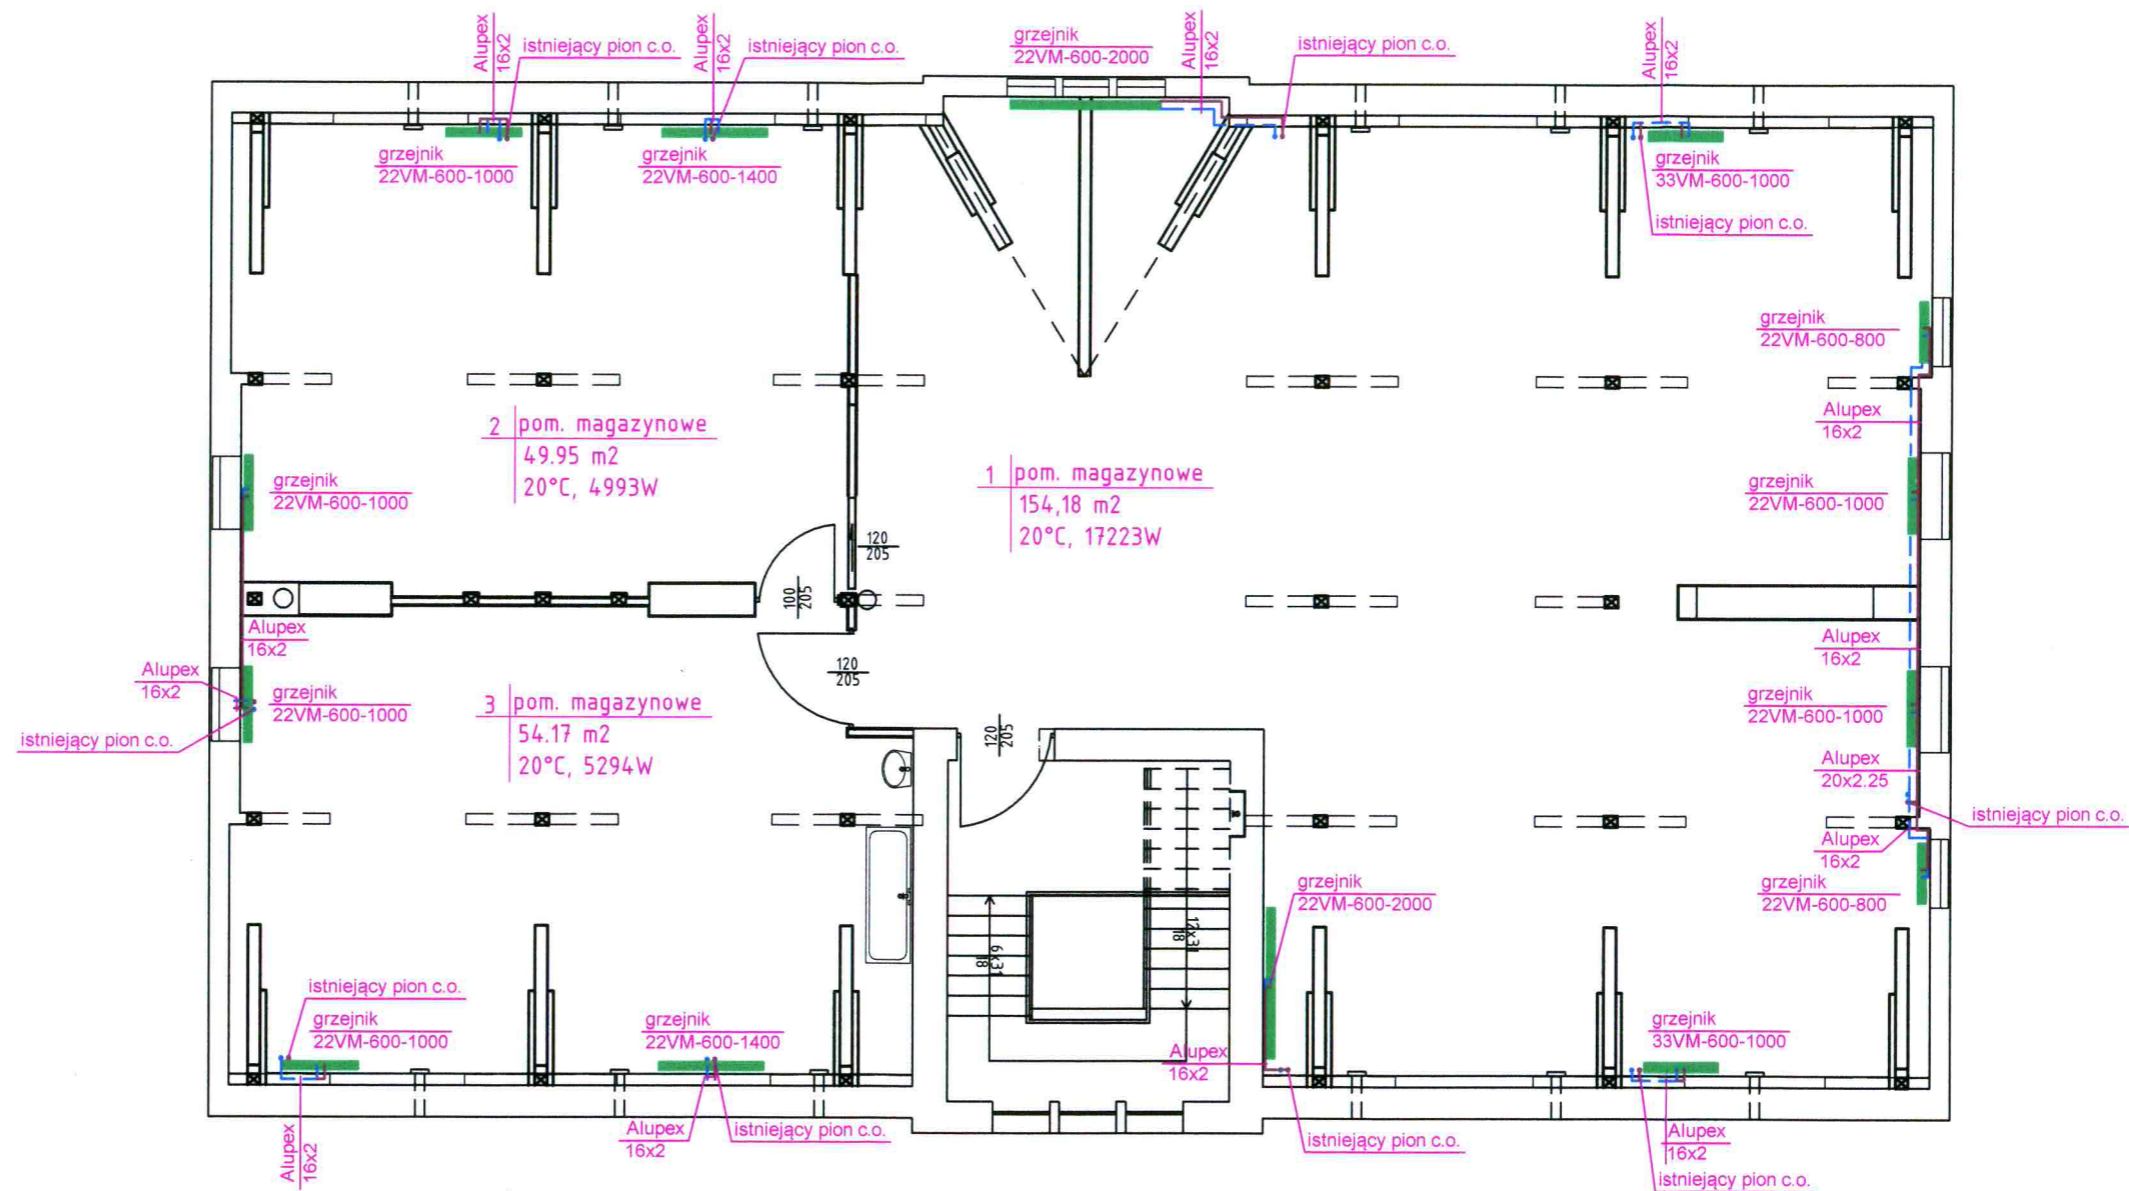 Alupex
16x2
istniejący pion c.o.
Alupex
16x2
istniejący pion c.o.
grzejnik
22VM-600-2000
Alupex
16x2
istniejący pion c.o.
Alupex
16x2
grzejnik
22VM-600-1000
grzejnik
22VM-600-1400
grzejnik
33VM-600-1000
istniejący pion c.o.
grzejnik
22VM-600-800
Alupex
16x2
2 pom. magazynowe
49.95 m2
20°C, 4993W
1 pom. magazynowe
154,18 m2
20°C, 17223W
grzejnik
22VM-600-1000
grzejnik
22VM-600-1000
120
205
100
205
Alupex
16x2
Alupex
16x2
120
205
Alupex
16x2
grzejnik
22VM-600-1000
istniejący pion c.o.
3 pom. magazynowe
54.17 m2
20°C, 5294W
grzejnik
22VM-600-1000
120
205
Alupex
20x2.25
istniejący pion c.o.
Alupex
16x2
grzejnik
22VM-600-800
grzejnik
22VM-600-2000
6x31
18
12x31
18
istniejący pion c.o.
grzejnik
22VM-600-1000
grzejnik
22VM-600-1400
grzejnik
33VM-600-1000
Alupex
16x2
Alupex
16x2
Alupex
16x2
istniejący pion c.o.
istniejący pion c.o.
Alupex
16x2
istniejący pion c.o.